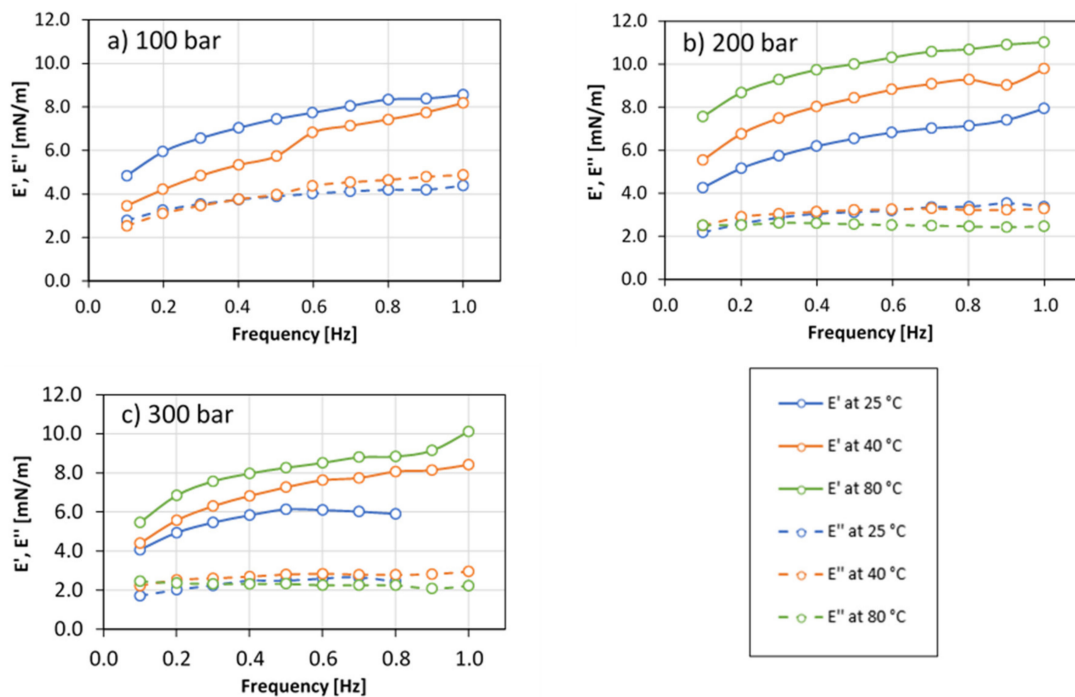 a) 100 bar
12.0
10.0
8.0
6.0
4.0
2.0
0.0
E', E'' [mN/m]
0.0 0.2 0.4 0.6 0.8 1.0
Frequency [Hz]
b) 200 bar
12.0
10.0
8.0
6.0
4.0
2.0
0.0
E', E'' [mN/m]
0.0 0.2 0.4 0.6 0.8 1.0
Frequency [Hz]
c) 300 bar
12.0
10.0
8.0
6.0
4.0
2.0
0.0
E', E'' [mN/m]
0.0 0.2 0.4 0.6 0.8 1.0
Frequency [Hz]
E' at 25 °C
E' at 40 °C
E' at 80 °C
E'' at 25 °C
E'' at 40 °C
E'' at 80 °C